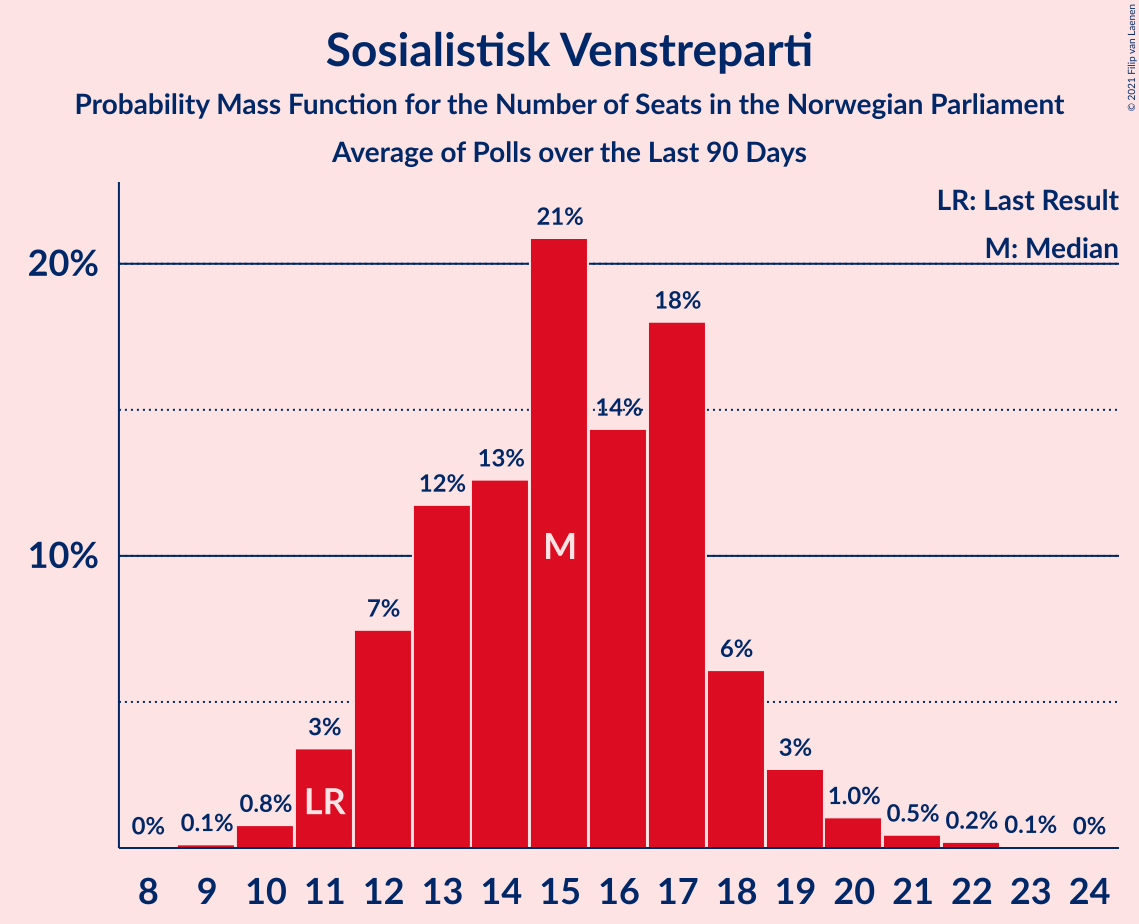 Sosialistisk Venstreparti
Probability Mass Function for the Number of Seats in the Norwegian Parliament
Average of Polls over the Last 90 Days
© 2021 Filip van Laenen
LR: Last Result
M: Median
20%
10%
0%
0.1%
0.8%
3%
7%
12%
13%
21%
14%
18%
6%
3%
1.0%
0.5%
0.2%
0.1%
0%
LR
M
8 9 10 11 12 13 14 15 16 17 18 19 20 21 22 23 24